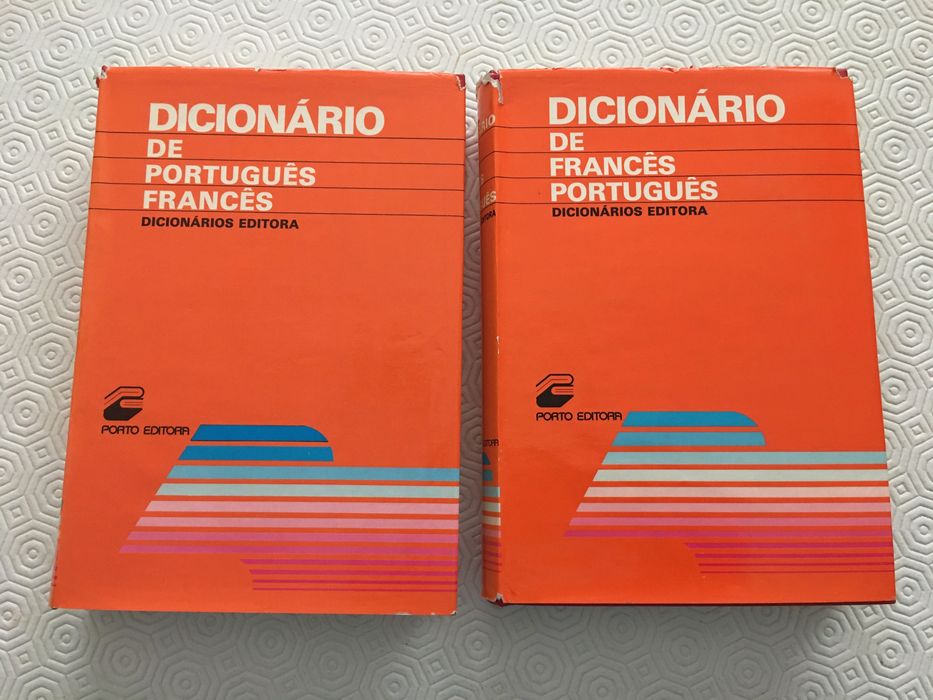 DICIONÁRIO
DE
PORTUGUÊS
FRANCÊS
DICIONÁRIOS EDITORA
PORTO EDITORA
DICIONÁRIO
DE
FRANCÊS
PORTUGUÊS
DICIONÁRIOS EDITORA
PORTO EDITORA